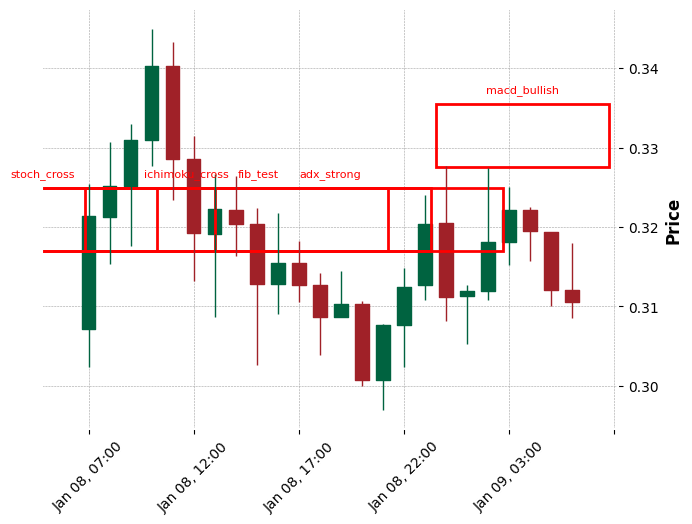 0.34
macd_bullish
0.33
stoch_cross
ichimoku_cross
fib_test
adx_strong
0.32
Price
0.31
0.30
Jan 08, 07:00
Jan 08, 12:00
Jan 08, 17:00
Jan 08, 22:00
Jan 09, 03:00